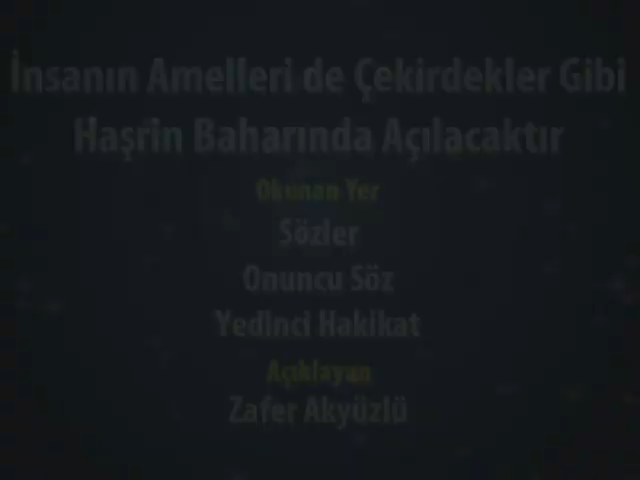 İnsanın Amelleri de Çekirdekler Gibi
Haşrin Baharında Açılacaktır
Okunan Yer
Sözler
Onuncu Söz
Yedinci Hakikat
Açıklayan
Zafer Akyüzlü